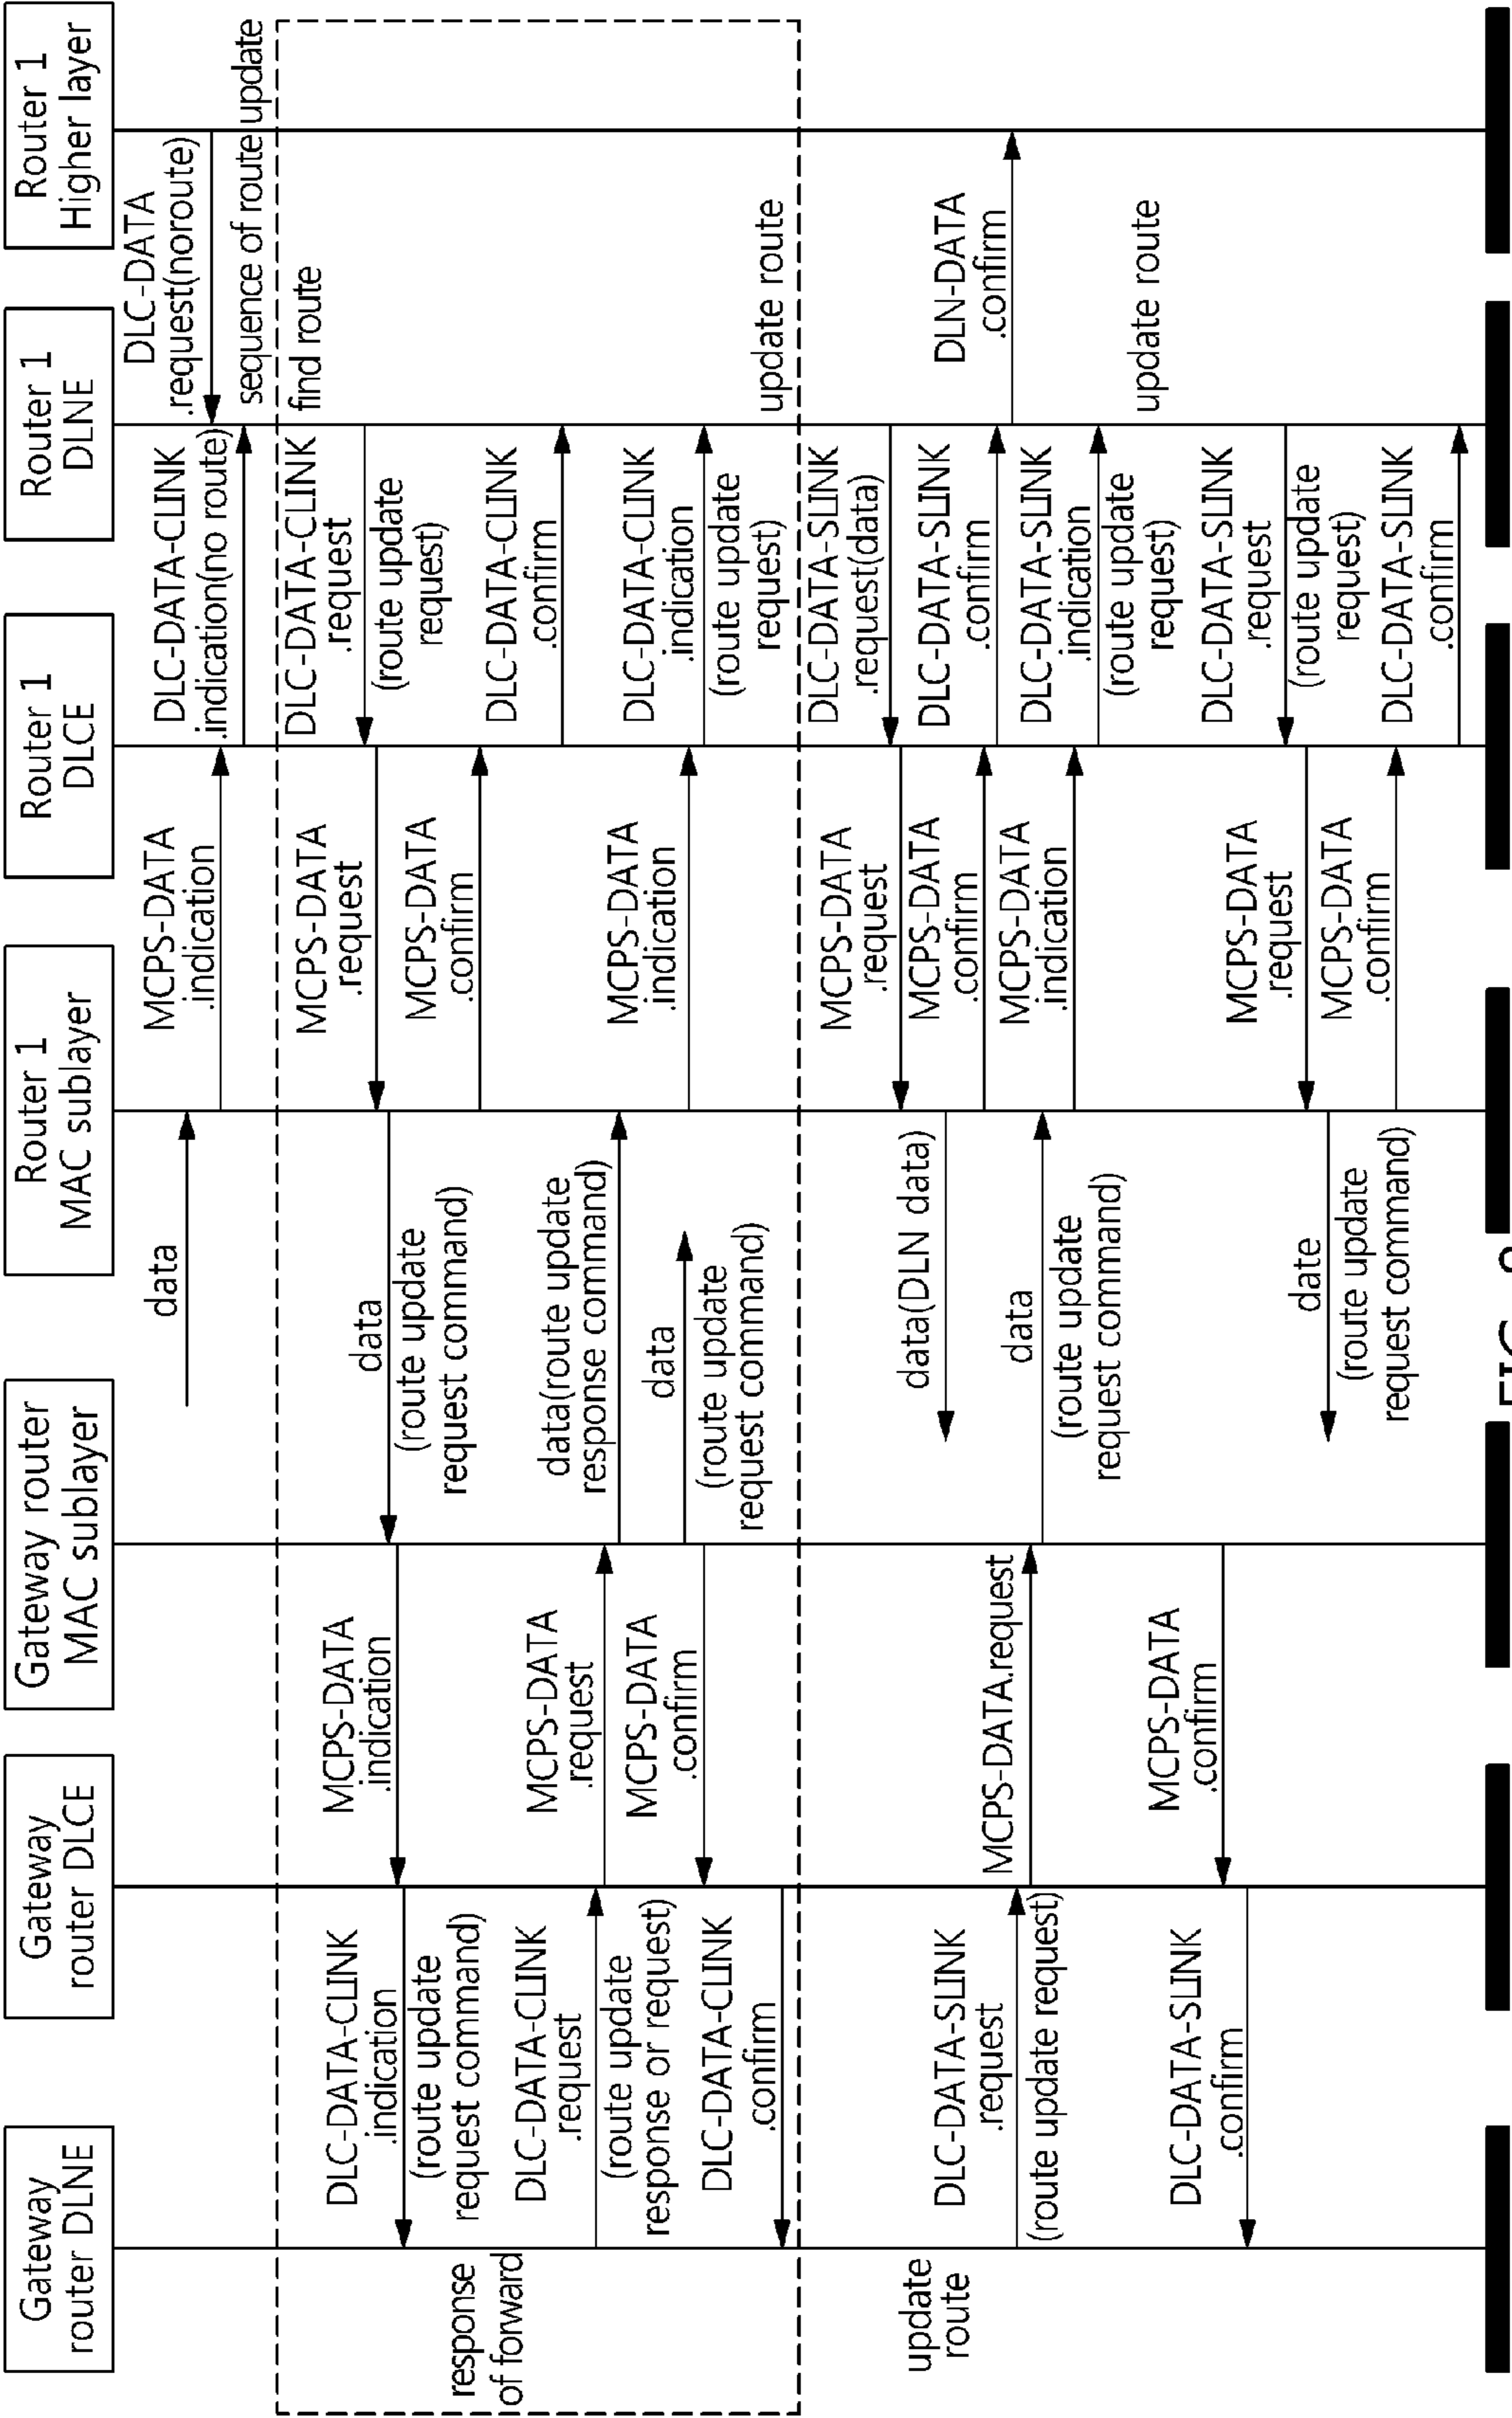 Gateway
router DLNE
Gateway
router DLCE
Gateway router
MAC sublayer
Router 1
MAC sublayer
Router 1
DLCE
Router 1
DLNE
Router 1
Higher layer
data
MCPS-DATA
.indication
DLC-DATA-CLINK
.indication(no route)
DLC-DATA
.request(noroute)
sequence of route update
find route
DLC-DATA-CLINK
.request
(route update
request)
MCPS-DATA
.request
data
(route update
request command)
MCPS-DATA
.indication
DLC-DATA-CLINK
.indication
(route update
request command)
response
of forward
MCPS-DATA
.confirm
DLC-DATA-CLINK
.confirm
DLC-DATA-CLINK
.request
(route update
response or request)
MCPS-DATA
.request
data(route update
response command)
MCPS-DATA
.indication
DLC-DATA-CLINK
.indication
(route update
request)
update route
data
(route update
request command)
MCPS-DATA
.confirm
DLC-DATA-CLINK
.confirm
DLC-DATA-SLINK
.request(data)
MCPS-DATA
.request
data(DLN data)
MCPS-DATA
.confirm
DLC-DATA-SLINK
.confirm
DLN-DATA
.confirm
update
route
DLC-DATA-SLINK
.request
(route update request)
MCPS-DATA.request
data
(route update
request command)
MCPS-DATA
.indication
DLC-DATA-SLINK
.indication
(route update
request)
update route
MCPS-DATA
.confirm
DLC-DATA-SLINK
.confirm
DLC-DATA-SLINK
.request
(route update
request)
MCPS-DATA
.request
date
(route update
request command)
MCPS-DATA
.confirm
DLC-DATA-SLINK
.confirm